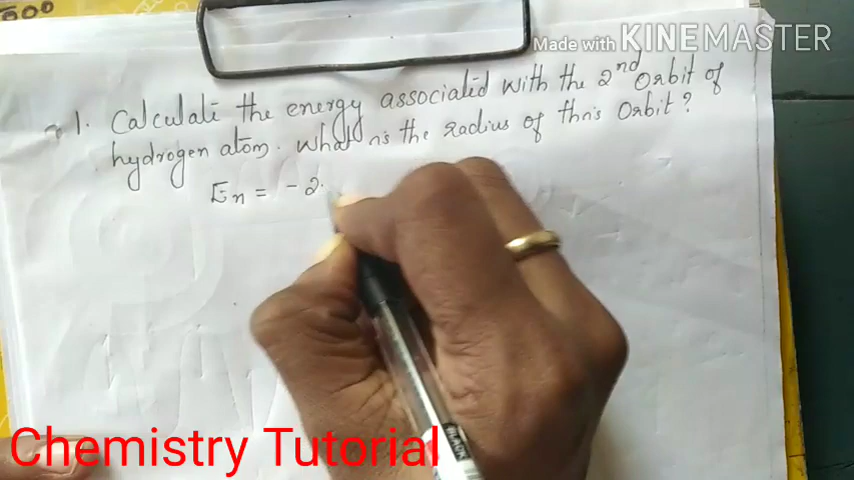 Made with KINEMASTER
1. Calculate the energy associated with the 2nd Orbit of
hydrogen atom. What is the radius of this Orbit?
En = -2.
Chemistry Tutorial